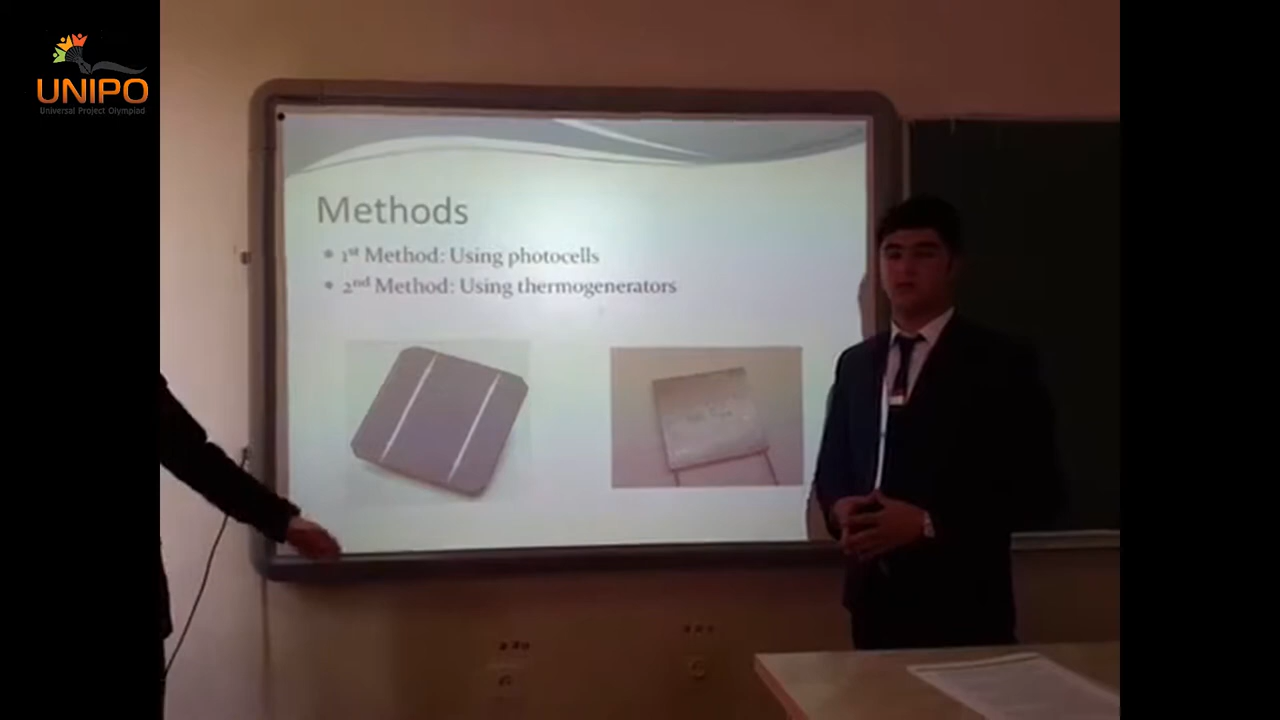 UNIPO
Universal Project Olympiad
Methods
1st Method: Using photocells
2nd Method: Using thermogenerators